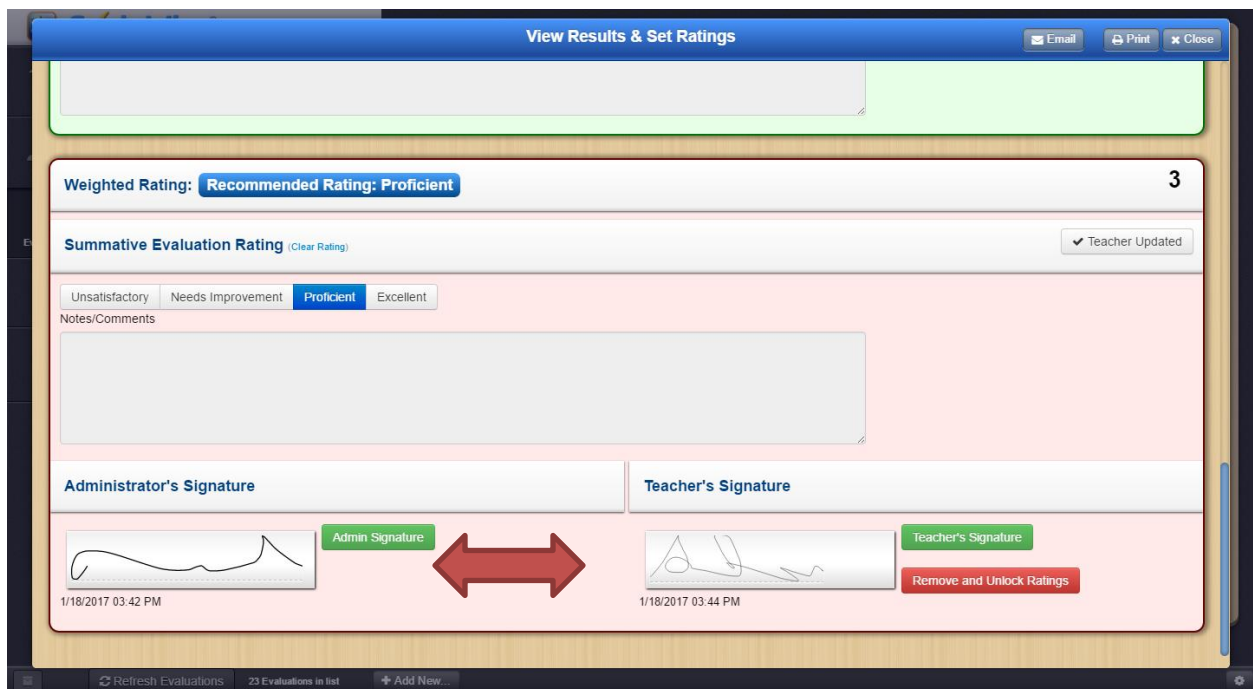 View Results & Set Ratings
Email
Print
Close
Weighted Rating: Recommended Rating: Proficient
3
Summative Evaluation Rating (Clear Rating)
Teacher Updated
Unsatisfactory Needs Improvement Proficient Excellent
Notes/Comments
Administrator's Signature
Teacher's Signature
Admin Signature
Teacher's Signature
Remove and Unlock Ratings
1/18/2017 03:42 PM
1/18/2017 03:44 PM
Refresh Evaluations 23 Evaluations in list + Add New...